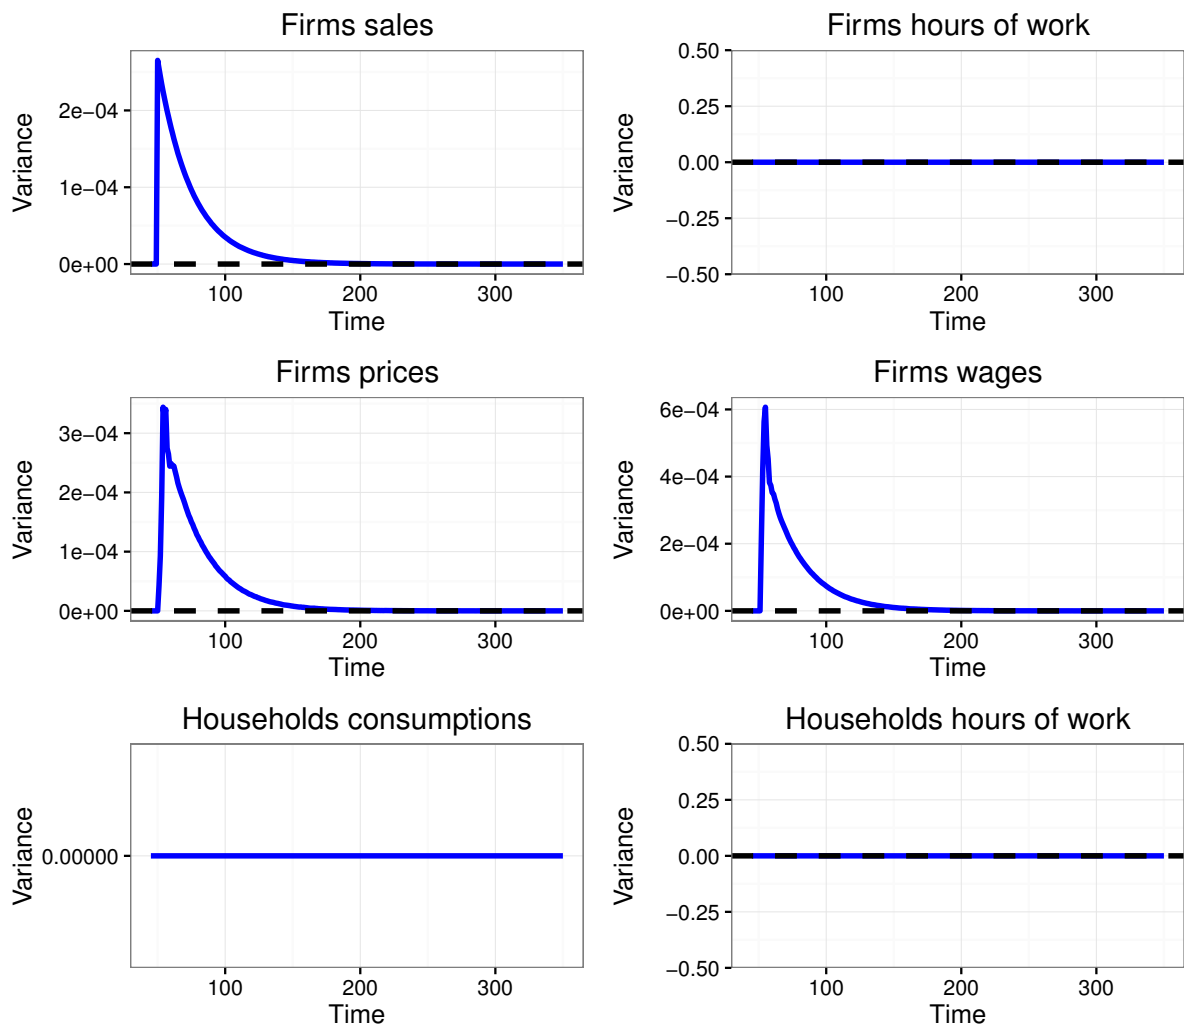 Firms sales
Variance
2e−04
1e−04
0e+00
100 200 300
Time
Firms hours of work
Variance
0.50
0.25
0.00
−0.25
−0.50
100 200 300
Time
Firms prices
Variance
3e−04
2e−04
1e−04
0e+00
100 200 300
Time
Firms wages
Variance
6e−04
4e−04
2e−04
0e+00
100 200 300
Time
Households consumptions
Variance
0.00000
100 200 300
Time
Households hours of work
Variance
0.50
0.25
0.00
−0.25
−0.50
100 200 300
Time